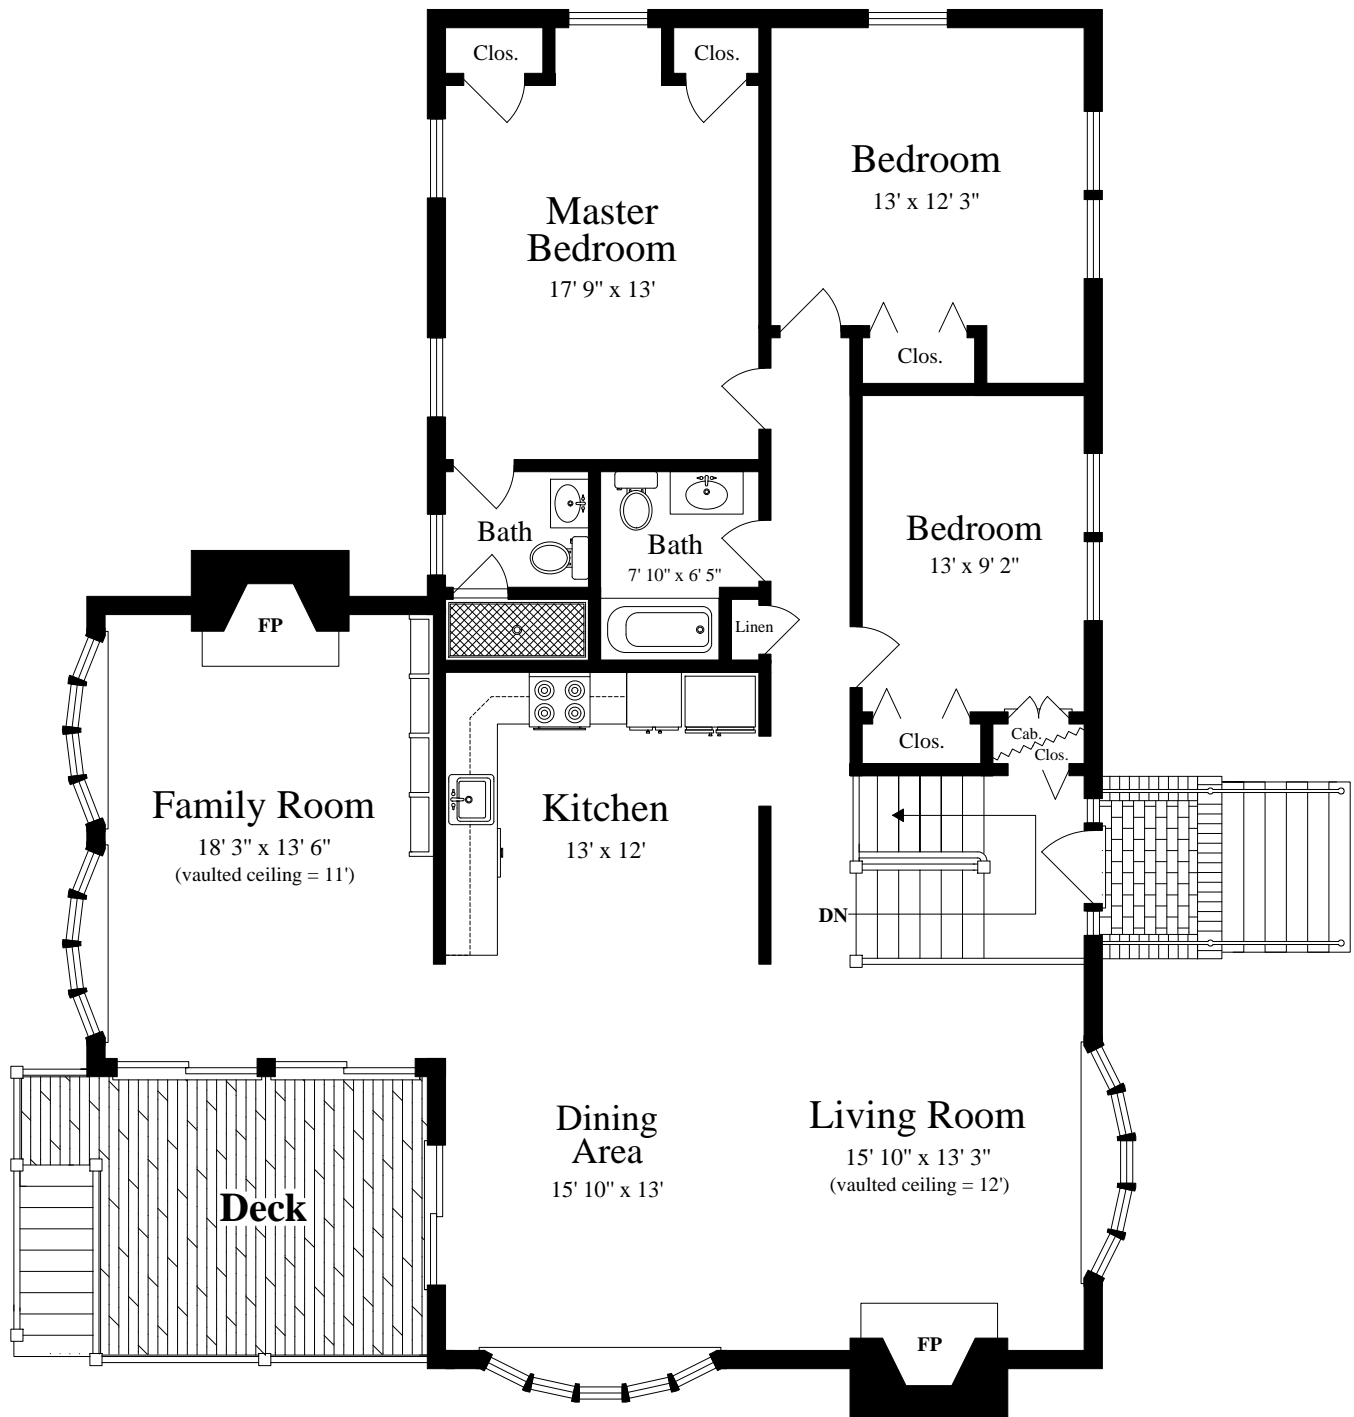 Clos.
Clos.
Bedroom
13' x 12' 3"
Master
Bedroom
17' 9" x 13'
Clos.
Bedroom
13' x 9' 2"
Bath
Bath
7' 10" x 6' 5"
Linen
FP
Clos.
Cab.
Clos.
Family Room
18' 3" x 13' 6"
(vaulted ceiling = 11')
Kitchen
13' x 12'
DN
Dining
Area
15' 10" x 13'
Living Room
15' 10" x 13' 3"
(vaulted ceiling = 12')
Deck
FP